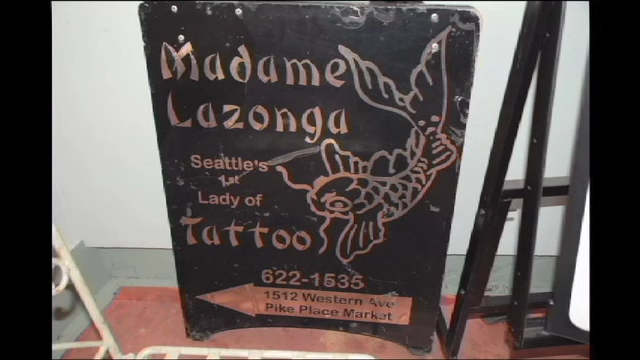 Madame
Lazonga
Seattle's
1st
Lady of
Tattoo
622-1535
1512 Western Ave
Pike Place Market